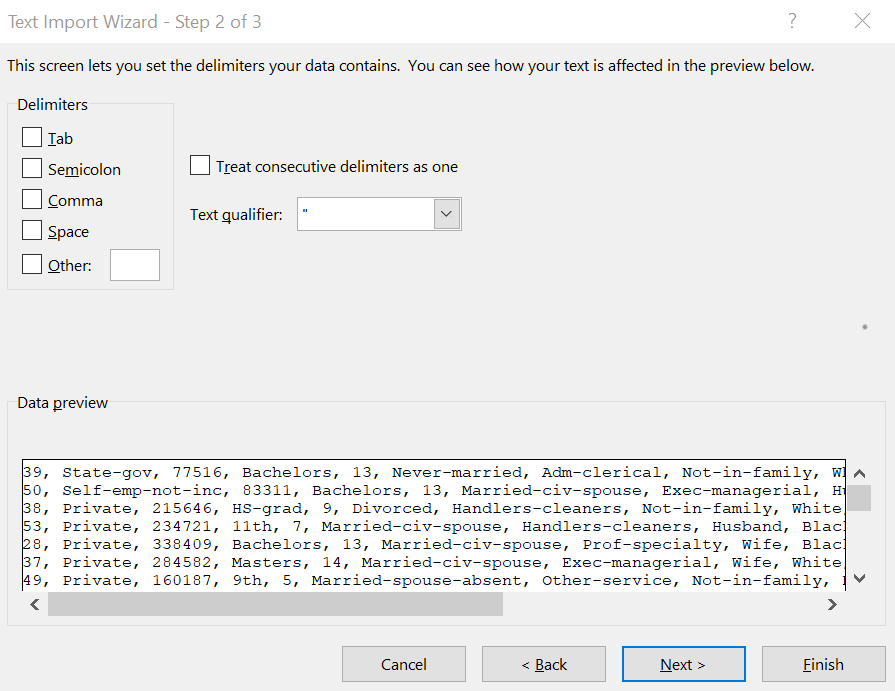 Text Import Wizard - Step 2 of 3 ?
This screen lets you set the delimiters your data contains. You can see how your text is affected in the preview below.
Delimiters
Tab
Semicolon
Comma
Space
Other:
Treat consecutive delimiters as one
Text qualifier: "
Data preview
39, State-gov, 77516, Bachelors, 13, Never-married, Adm-clerical, Not-in-family,
50, Self-emp-not-inc, 83311, Bachelors, 13, Married-civ-spouse, Exec-managerial,
38, Private, 215646, HS-grad, 9, Divorced, Handlers-cleaners, Not-in-family, White,
53, Private, 234721, 11th, 7, Married-civ-spouse, Handlers-cleaners, Husband,
28, Private, 338409, Bachelors, 13, Married-civ-spouse, Prof-specialty, Wife,
37, Private, 284582, Masters, 14, Married-civ-spouse, Exec-managerial, Wife, White,
49, Private, 160187, 9th, 5, Married-spouse-absent, Other-service, Not-in-family,
Cancel
< Back
Next >
Finish